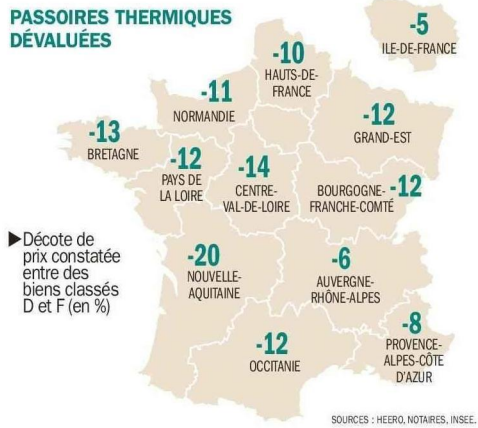 PASSOIRES THERMIQUES
DÉVALUÉES
-5
ILE-DE-FRANCE
-10
HAUTS-DE-
FRANCE
-11
NORMANDIE
-12
GRAND-EST
-13
BRETAGNE
-12
PAYS DE
LA LOIRE
-14
CENTRE-
VAL-DE-LOIRE
BOURGOGNE- -12
FRANCHE-COMTÉ
▶Décote de
prix constatée
entre des
biens classés
D et F (en %)
-20
NOUVELLE-
AQUITAINE
-6
AUVERGNE-
RHÔNE-ALPES
-8
PROVENCE-
ALPES-CÔTE
D'AZUR
-12
OCCITANIE
SOURCES : HEERO, NOTAIRES, INSEE.